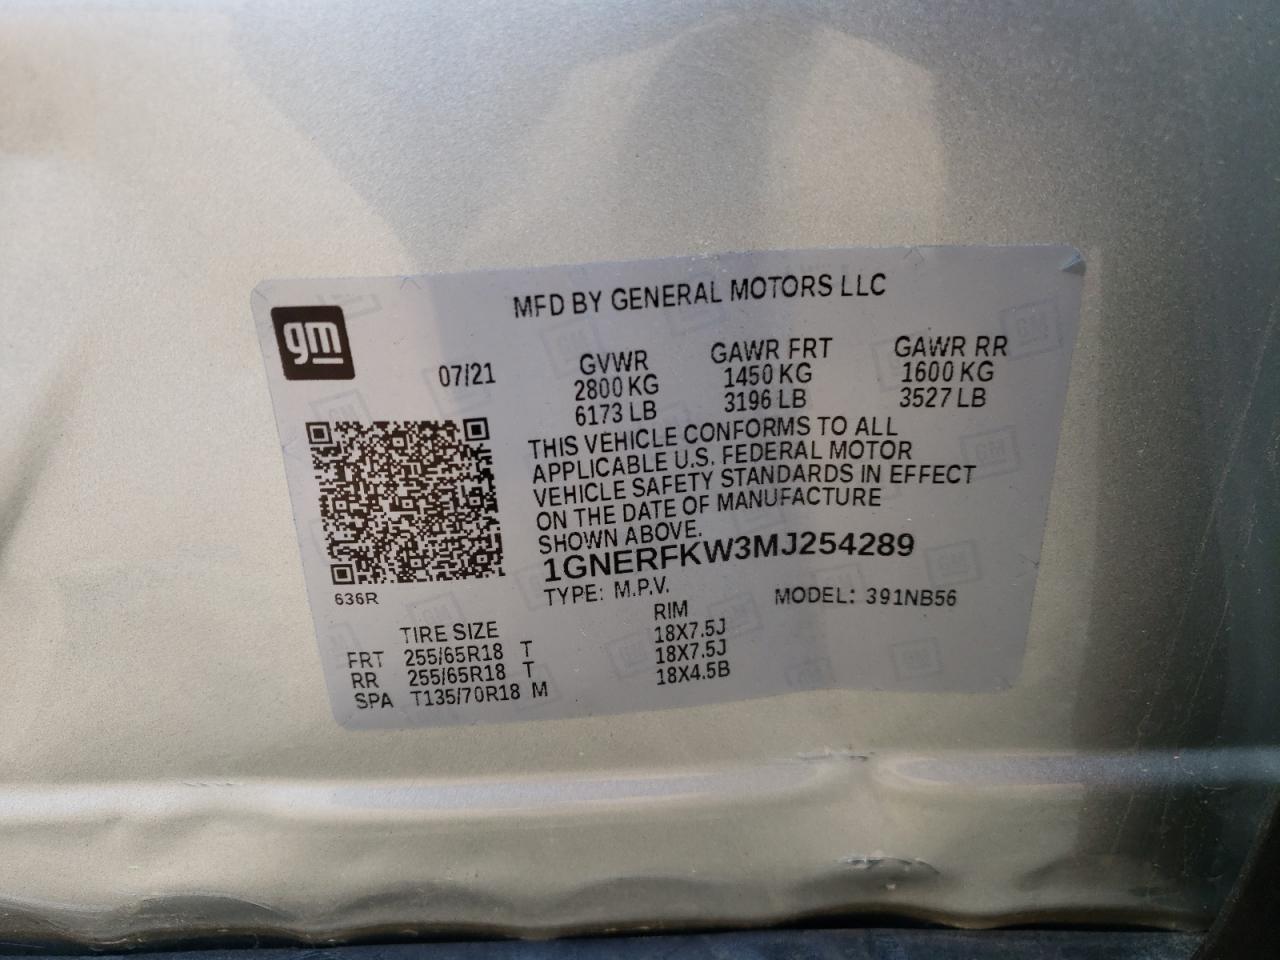 MFD BY GENERAL MOTORS LLC
gm
07/21
GVWR GAWR FRT GAWR RR
2800 KG 1450 KG 1600 KG
6173 LB 3196 LB 3527 LB
THIS VEHICLE CONFORMS TO ALL
APPLICABLE U.S. FEDERAL MOTOR
VEHICLE SAFETY STANDARDS IN EFFECT
ON THE DATE OF MANUFACTURE
SHOWN ABOVE.
1GNERFKW3MJ254289
636R
TYPE: M.P.V. MODEL: 391NB56
TIRE SIZE RIM
FRT 255/65R18 T 18X7.5J
RR 255/65R18 T 18X7.5J
SPA T135/70R18 M 18X4.5B